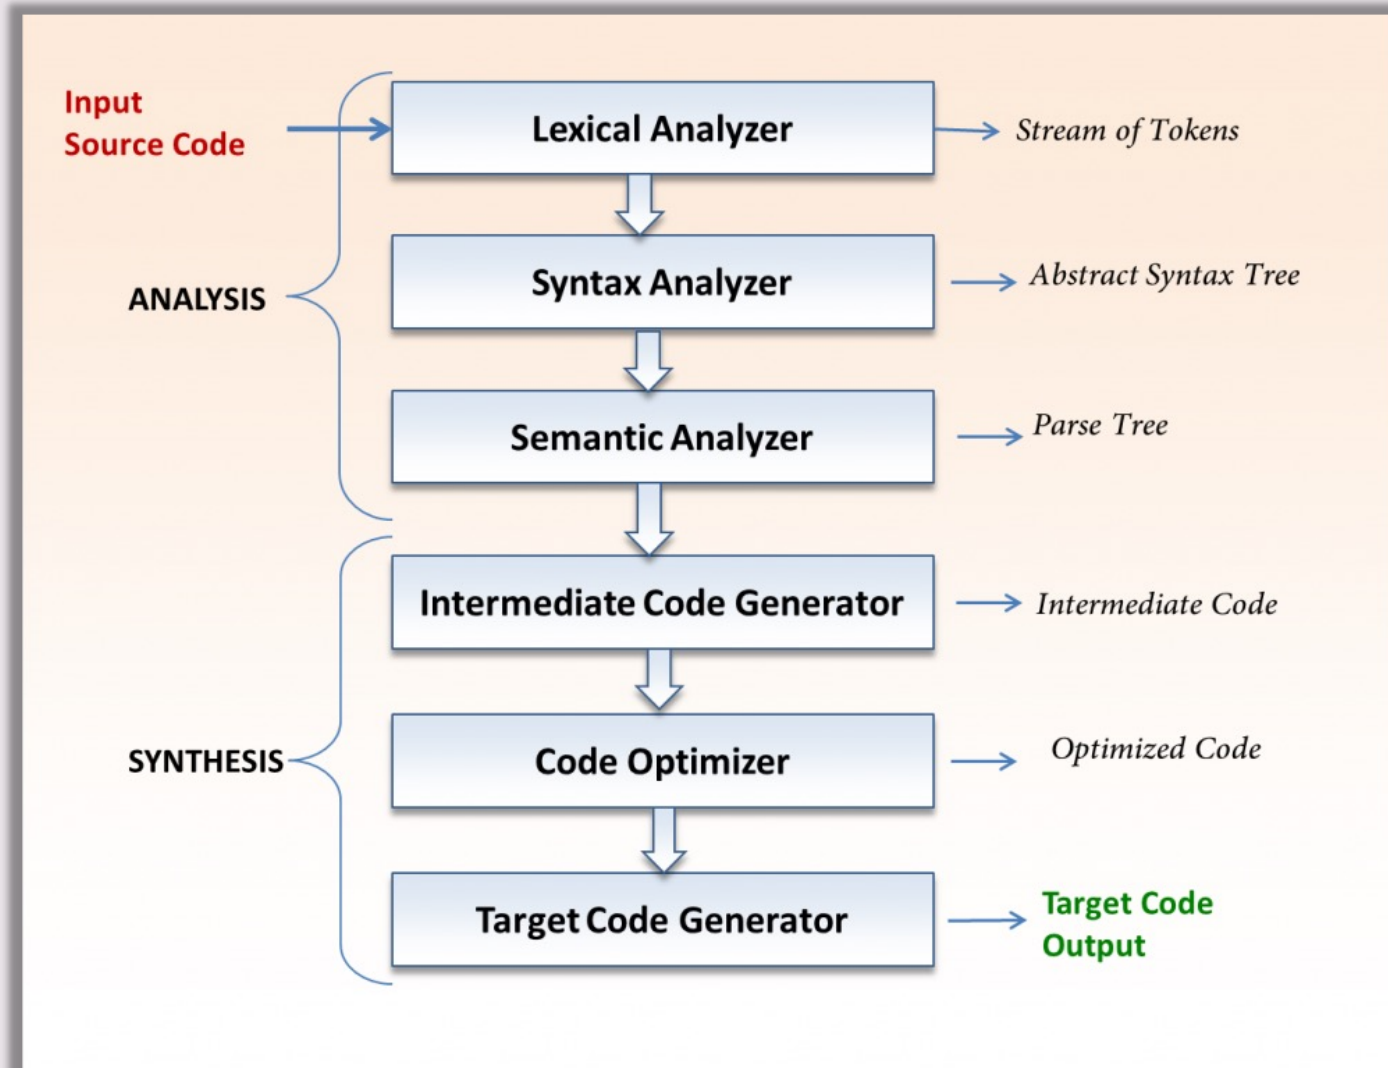 Input
Source Code
Lexical Analyzer
Stream of Tokens
Syntax Analyzer
Abstract Syntax Tree
ANALYSIS
Semantic Analyzer
Parse Tree
Intermediate Code Generator
Intermediate Code
SYNTHESIS
Code Optimizer
Optimized Code
Target Code Generator
Target Code
Output